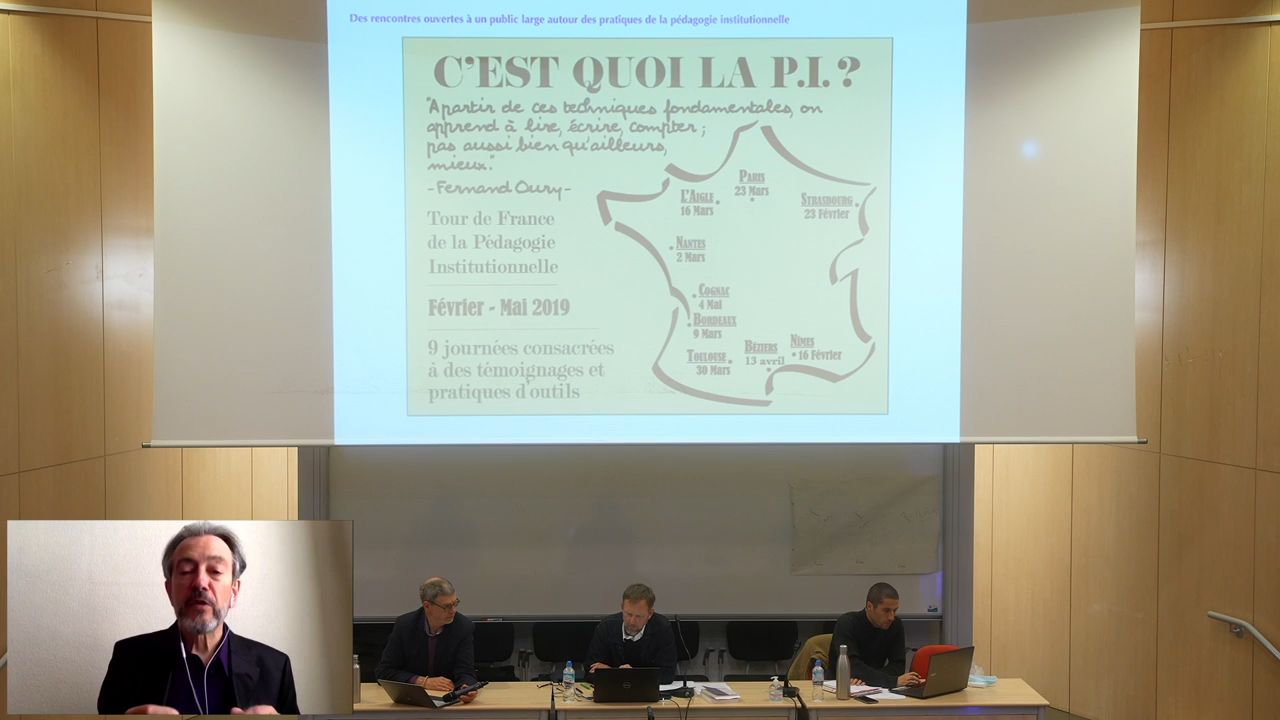 Des rencontres ouvertes à un public large autour des pratiques de la pédagogie institutionnelle
C'EST QUOI LA P.I. ?
"A partir de ces techniques fondamentales, on
apprend à lire, écrire, compter ;
pas aussi bien qu'ailleurs,
mieux."
- Fernand Oury -
Tour de France
de la Pédagogie
Institutionnelle
Février - Mai 2019
9 journées consacrées
à des témoignages et
pratiques d'outils
PARIS
23 Mars
L'AIGLE
16 Mars
STRASBOURG
23 Février
NANTES
2 Mars
COGNAC
4 Mai
BORDEAUX
9 Mars
TOULOUSE
30 Mars
BÉZIERS
13 avril
NÎMES
16 Février